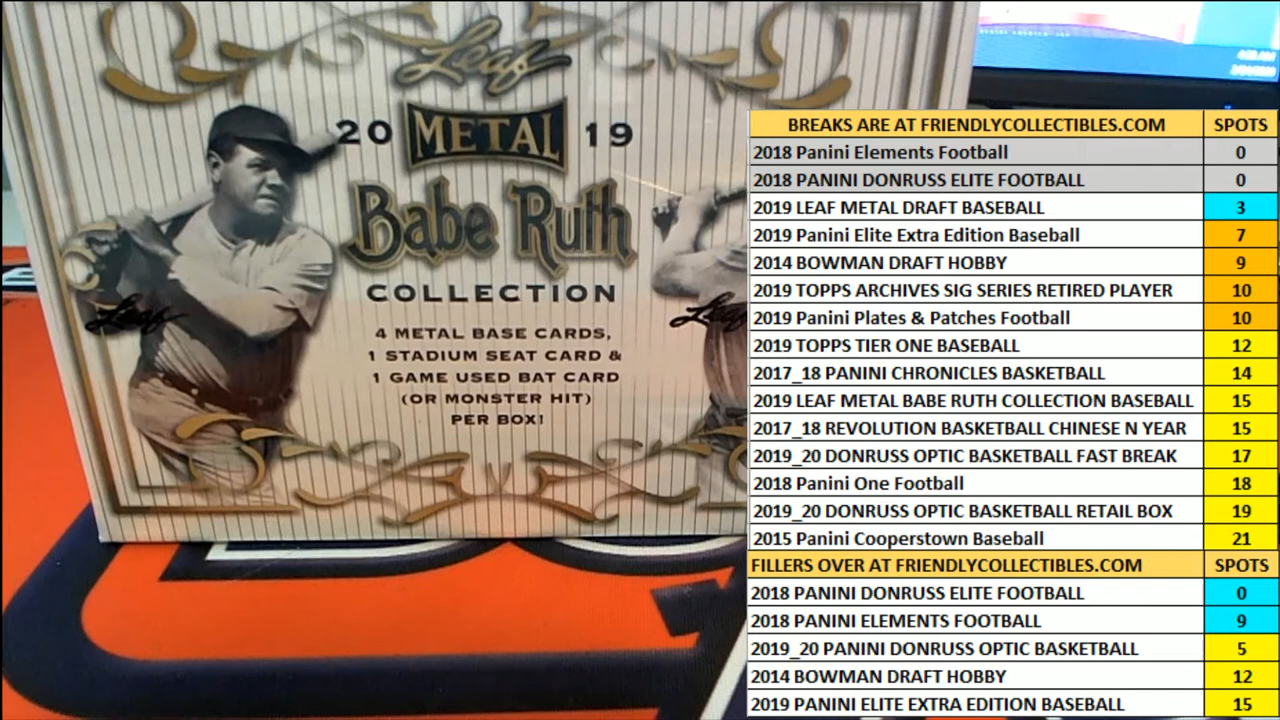 Leaf
20 METAL 19
Babe Ruth
COLLECTION
4 METAL BASE CARDS,
1 STADIUM SEAT CARD &
1 GAME USED BAT CARD
(OR MONSTER HIT)
PER BOX!
Leaf
Leaf
BREAKS ARE AT FRIENDLYCOLLECTIBLES.COM SPOTS
2018 Panini Elements Football 0
2018 PANINI DONRUSS ELITE FOOTBALL 0
2019 LEAF METAL DRAFT BASEBALL 3
2019 Panini Elite Extra Edition Baseball 7
2014 BOWMAN DRAFT HOBBY 9
2019 TOPPS ARCHIVES SIG SERIES RETIRED PLAYER 10
2019 Panini Plates & Patches Football 10
2019 TOPPS TIER ONE BASEBALL 12
2017_18 PANINI CHRONICLES BASKETBALL 14
2019 LEAF METAL BABE RUTH COLLECTION BASEBALL 15
2017_18 REVOLUTION BASKETBALL CHINESE N YEAR 15
2019_20 DONRUSS OPTIC BASKETBALL FAST BREAK 17
2018 Panini One Football 18
2019_20 DONRUSS OPTIC BASKETBALL RETAIL BOX 19
2015 Panini Cooperstown Baseball 21
FILLERS OVER AT FRIENDLYCOLLECTIBLES.COM SPOTS
2018 PANINI DONRUSS ELITE FOOTBALL 0
2018 PANINI ELEMENTS FOOTBALL 9
2019_20 PANINI DONRUSS OPTIC BASKETBALL 5
2014 BOWMAN DRAFT HOBBY 12
2019 PANINI ELITE EXTRA EDITION BASEBALL 15